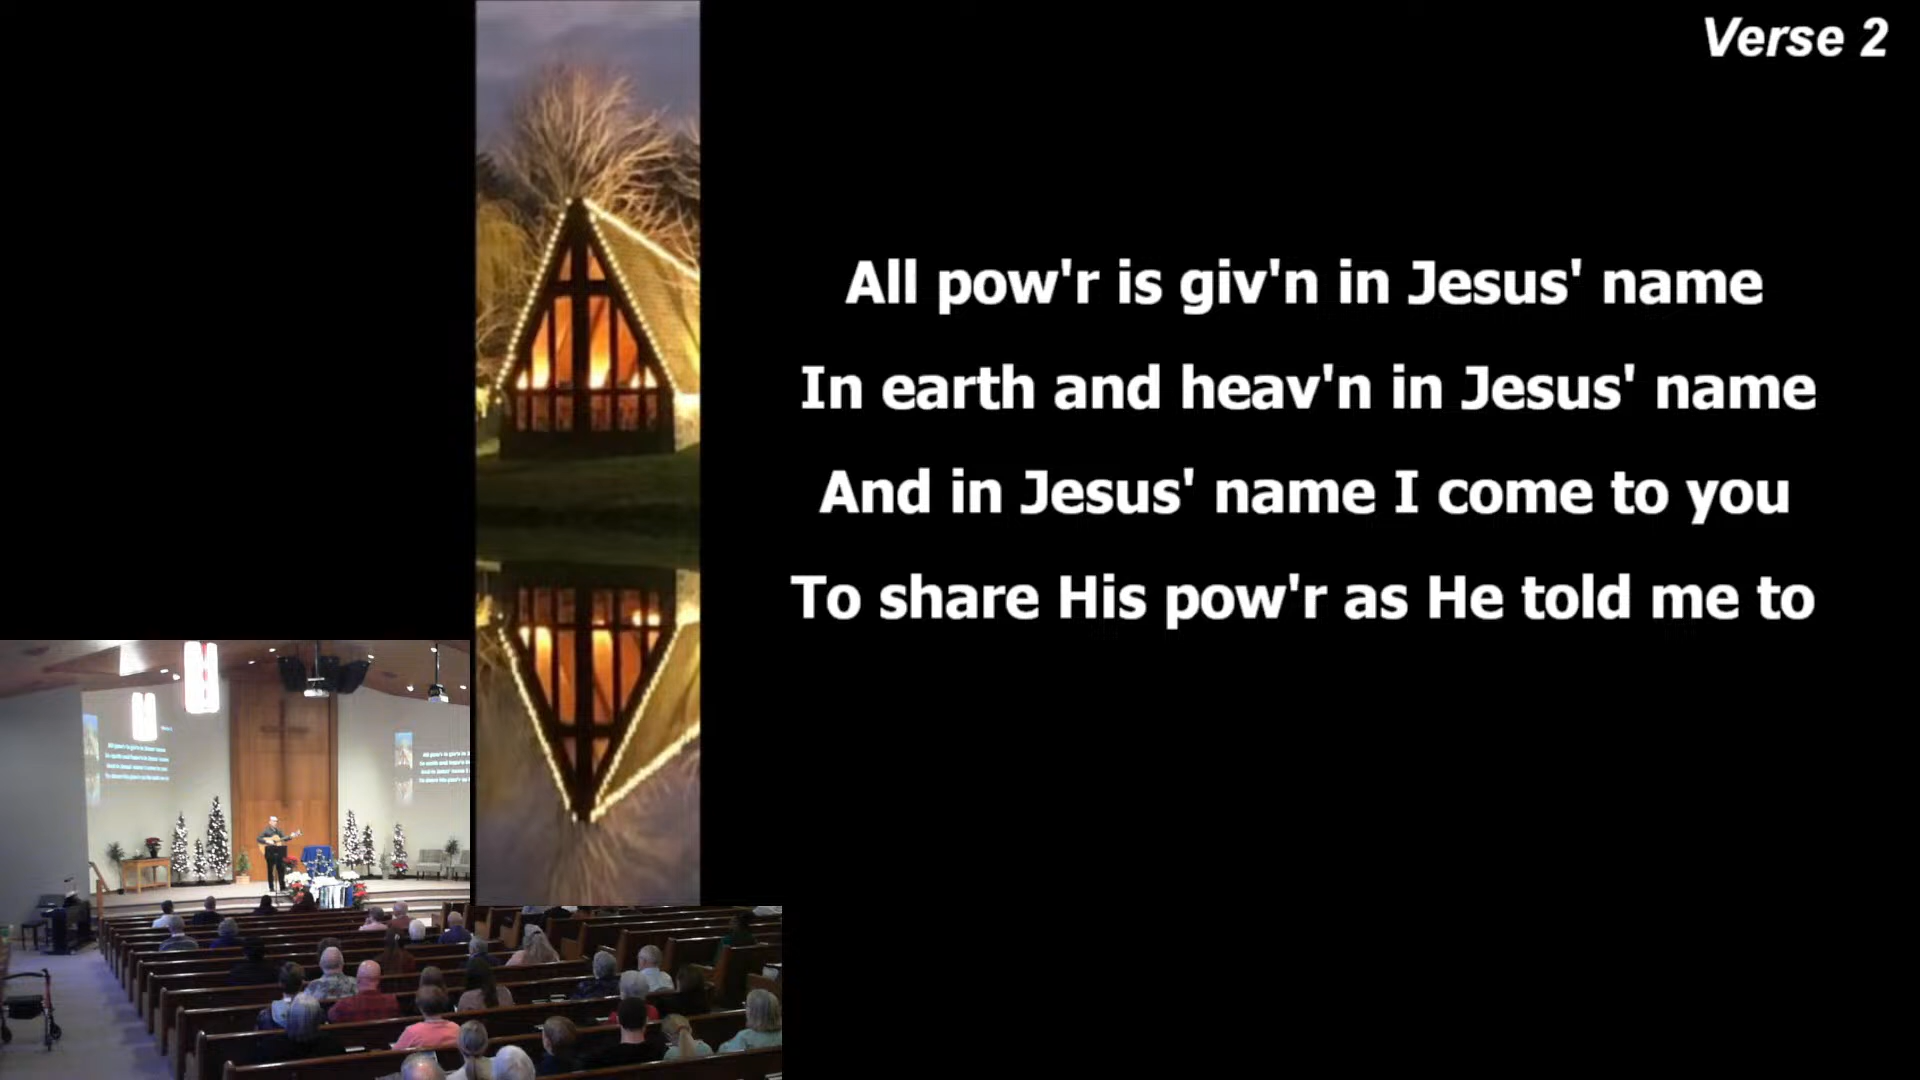 Verse 2
All pow'r is giv'n in Jesus' name
In earth and heav'n in Jesus' name
And in Jesus' name I come to you
To share His pow'r as He told me to